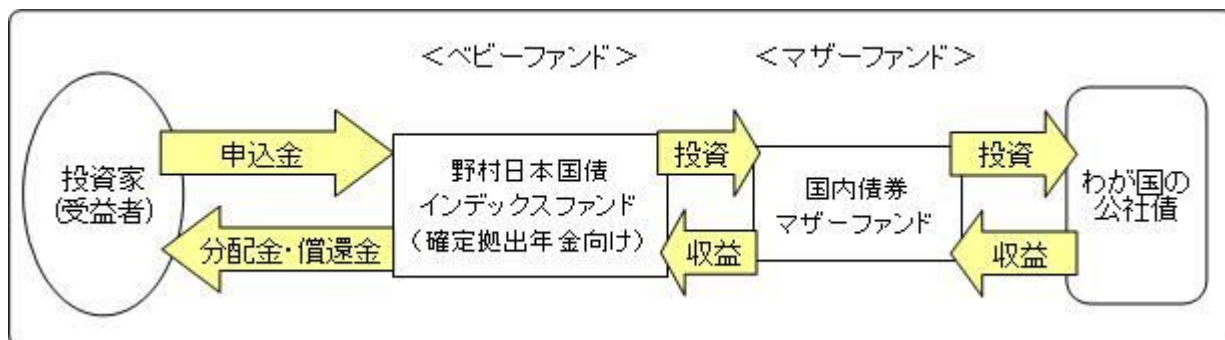 ＜ベビーファンド＞
＜マザーファンド＞
投資家
(受益者)
申込金
分配金・償還金
野村日本国債
インデックスファンド
（確定拠出年金向け）
投資
収益
国内債券
マザーファンド
投資
収益
わが国の
公社債